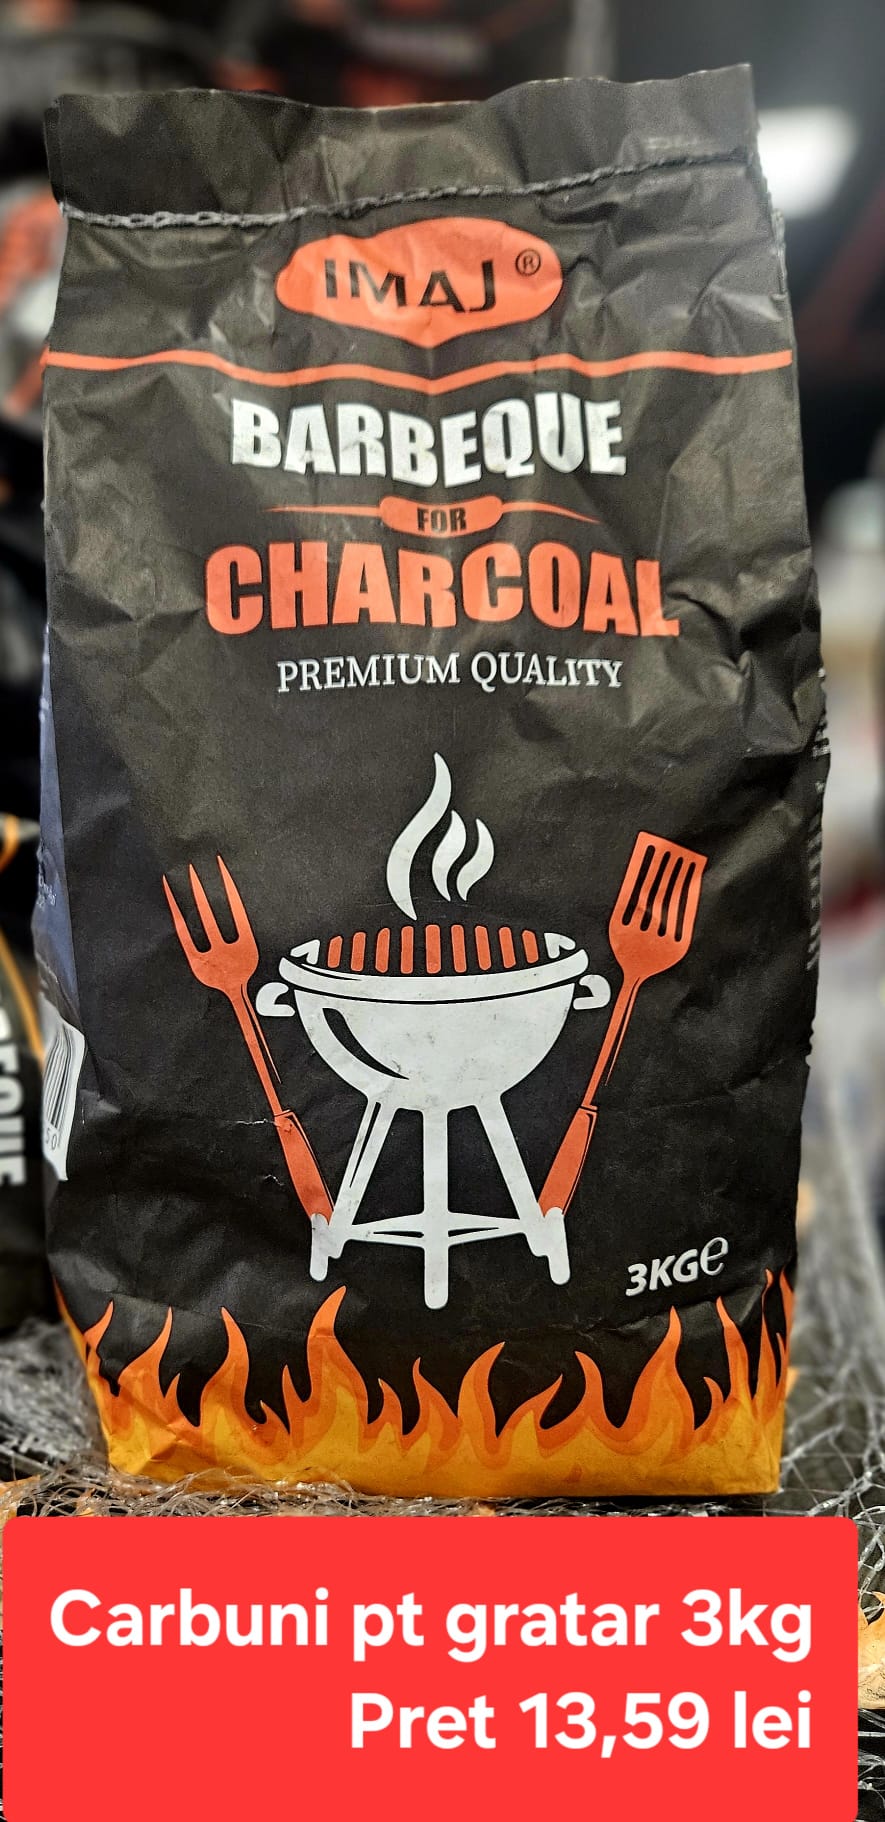 IMAJ ®
BARBEQUE
FOR
CHARCOAL
PREMIUM QUALITY
3KG℮
Carbuni pt gratar 3kg
Pret 13,59 lei